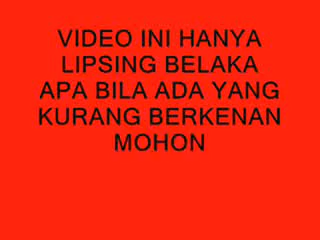 VIDEO INI HANYA
LIPSING BELAKA
APA BILA ADA YANG
KURANG BERKENAN
MOHON